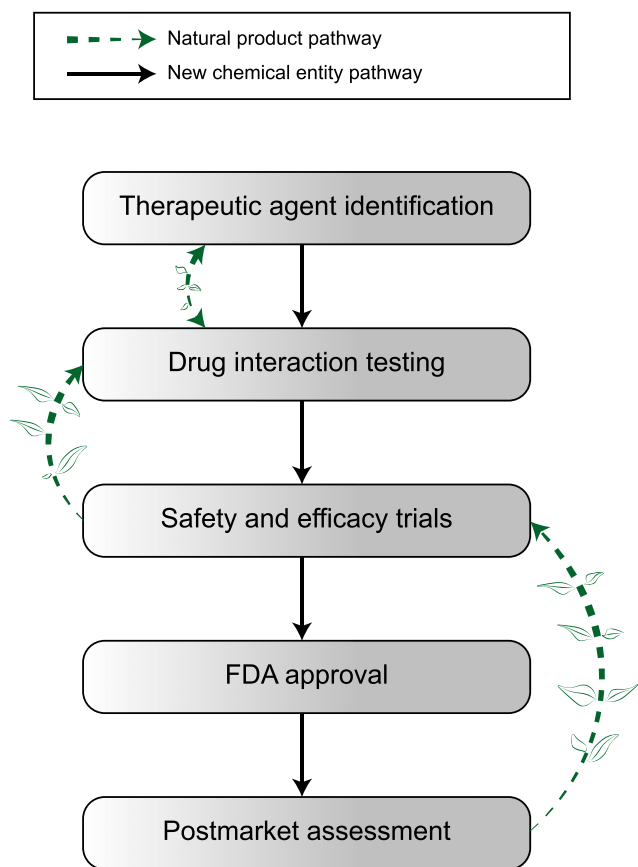 Natural product pathway
New chemical entity pathway
Therapeutic agent identification
Drug interaction testing
Safety and efficacy trials
FDA approval
Postmarket assessment